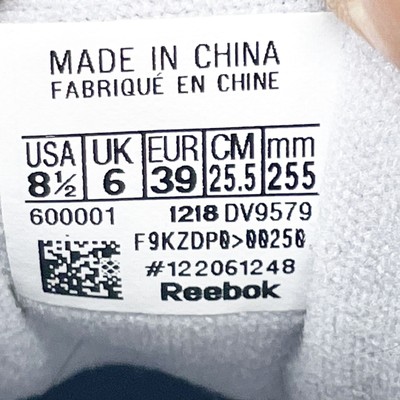 MADE IN CHINA
FABRIQUÉ EN CHINE
USA UK EUR CM mm
8½ 6 39 25.5 255
600001 1218 DV9579
F9KZDP0>00250
#122061248
Reebok